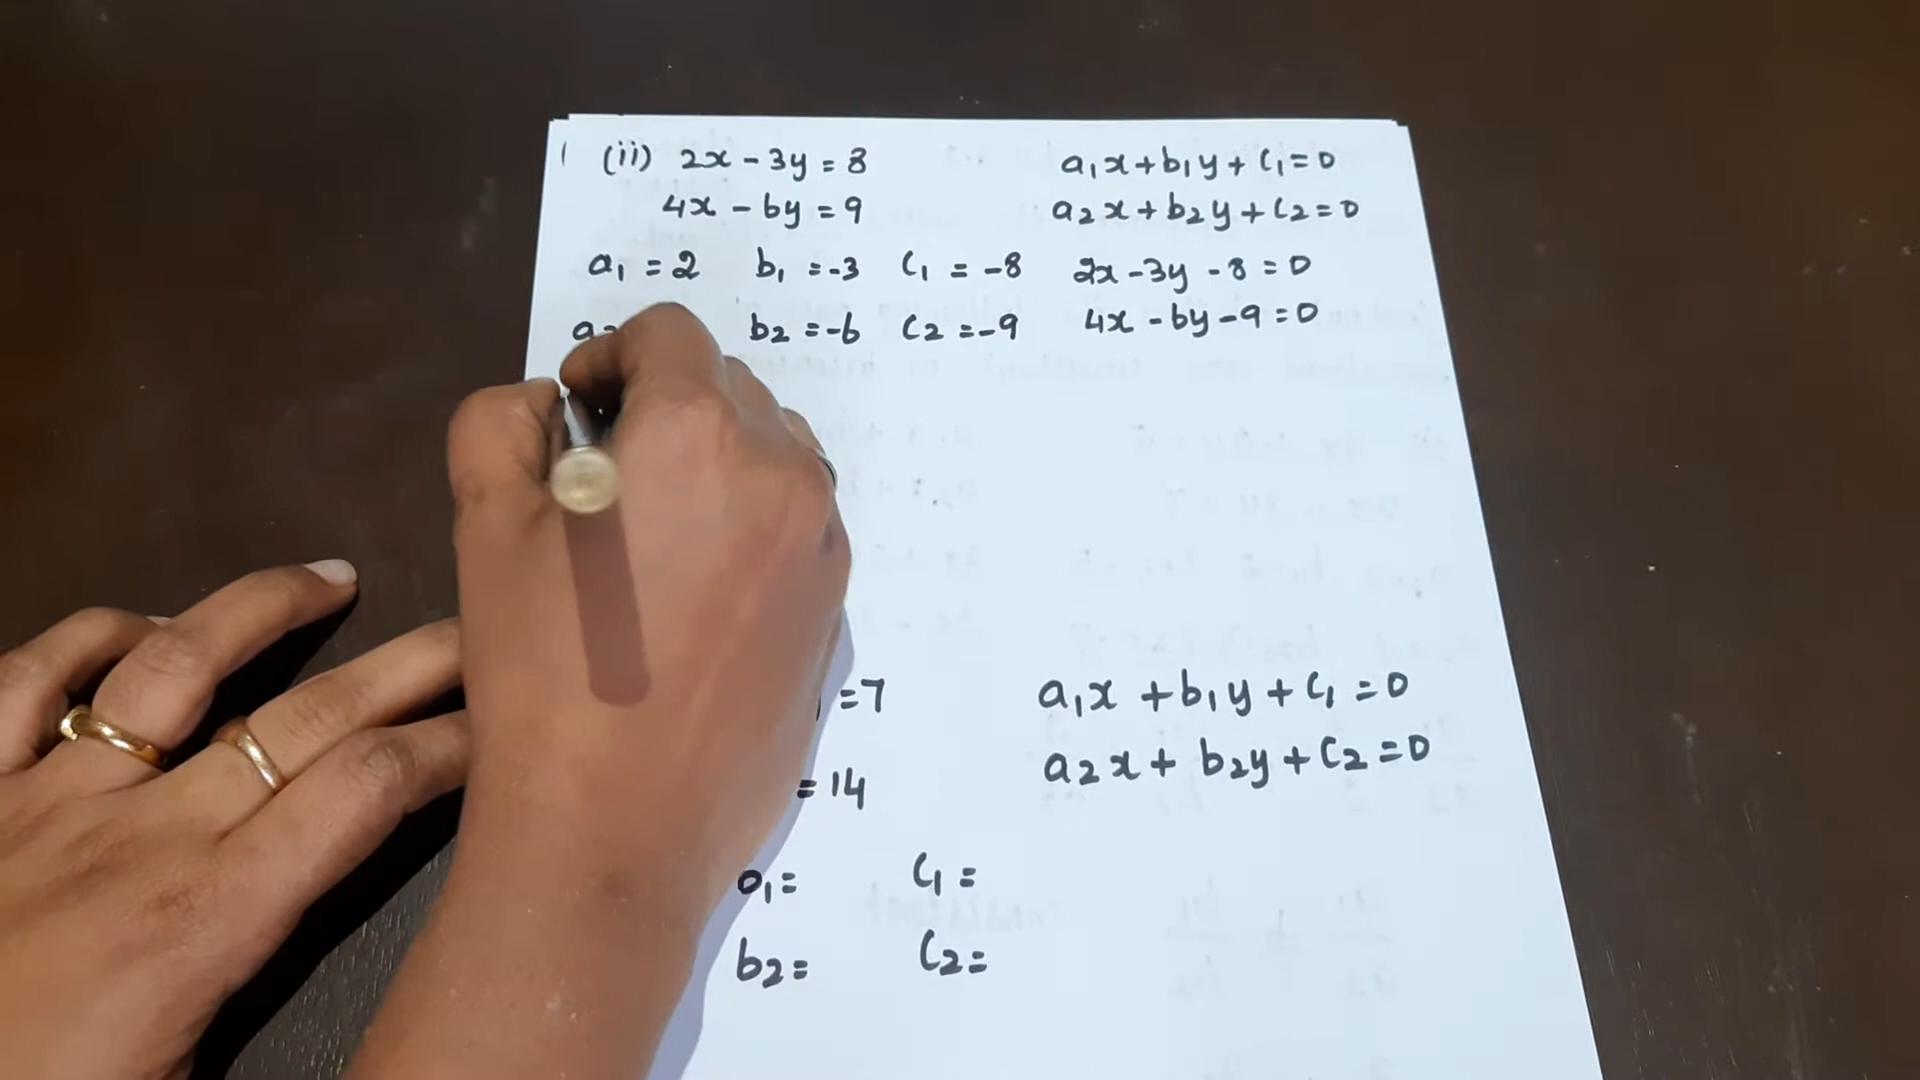 (ii) 2x - 3y = 8
4x - 6y = 9
a₁x + b₁y + c₁ = 0
a₂x + b₂y + c₂ = 0
a₁ = 2 b₁ = -3 c₁ = -8
2x - 3y - 8 = 0
a₂ b₂ = -6 c₂ = -9
4x - 6y - 9 = 0
= 7
= 14
a₁x + b₁y + c₁ = 0
a₂x + b₂y + c₂ = 0
b₁ = c₁ =
b₂ = c₂ =